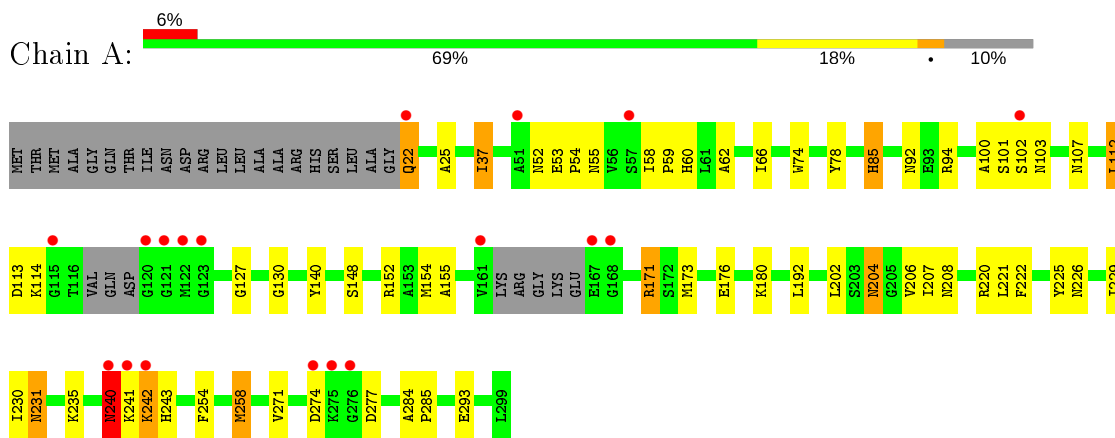 6%
Chain A:
69% 18% • 10%
MET THR MET ALA GLY GLN THR ILE ASN ASP ARG LEU LEU ALA ALA ARG HIS SER LEU ALA GLY Q22 A25 I37 A51 N52 E53 P54 N55 V56 S57 I58 P59 H60 L61 A62 I66 W74 Y78 H85 N92 E93 R94 A100 S101 S102 N103 N107 L112
D113 K114 G115 T116 VAL GLN ASP G120 G121 M122 G123 G127 G130 Y140 S148 R152 A153 M154 A155 V161 LYS ARG GLY LYS GLU E167 G168 R171 S172 M173 E176 K180 L192 L202 S203 N204 G205 V206 I207 N208 R220 L221 F222 Y225 N226 I229
I230 N231 K235 N240 K241 K242 H243 F254 M258 V271 D274 K275 G276 D277 A284 P285 E293 L299